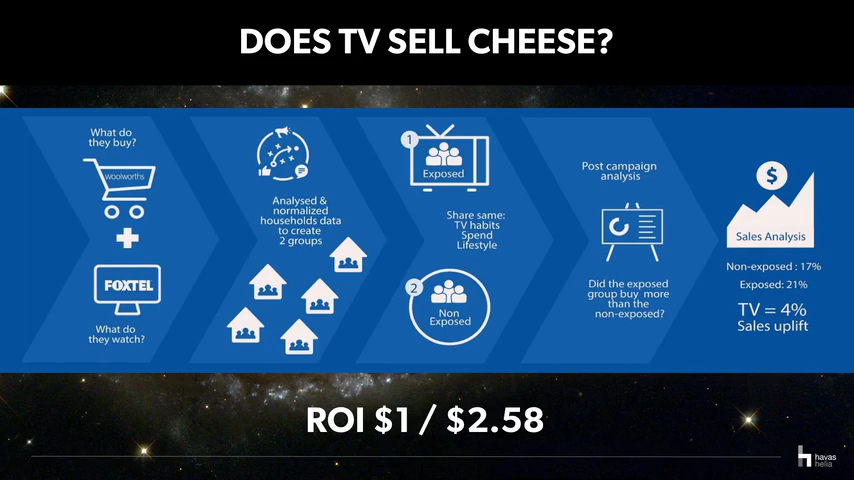 DOES TV SELL CHEESE?
What do
they buy?
Woolworths
FOXTEL
What do
they watch?
Analysed &
normalized
households data
to create
2 groups
1
Exposed
Share same:
TV habits
Spend
Lifestyle
2
Non
Exposed
Post campaign
analysis
Did the exposed
group buy more
than the
non-exposed?
$
Sales Analysis
Non-exposed : 17%
Exposed: 21%
TV = 4%
Sales uplift
ROI $1 / $2.58
havas
helia